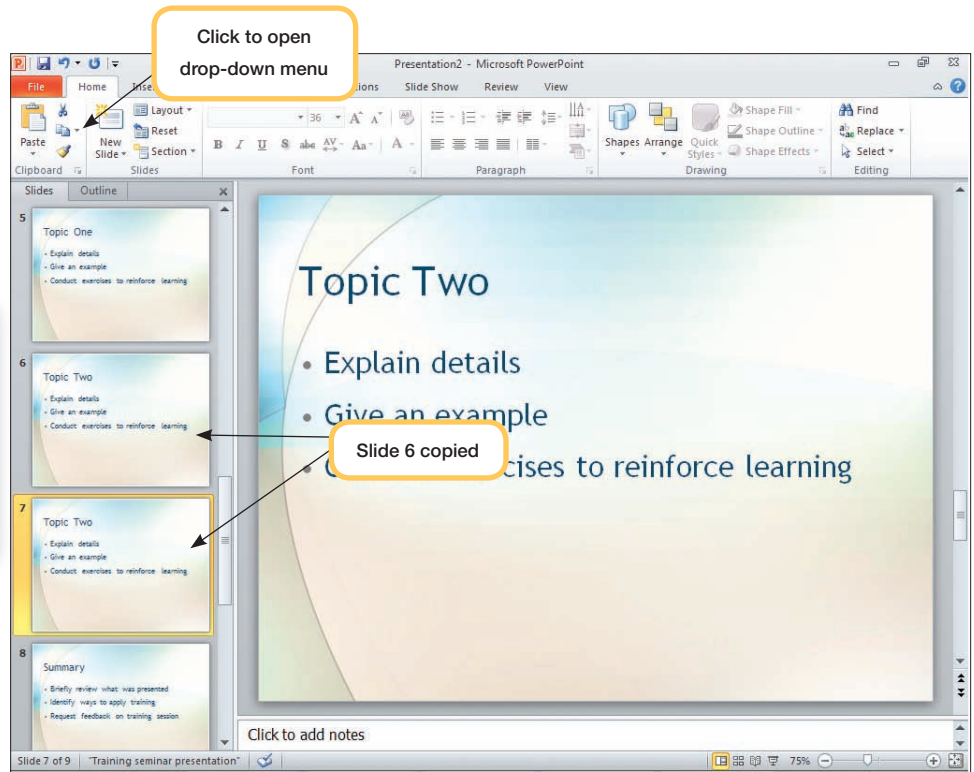 Click to open
drop-down menu
Presentation2 - Microsoft PowerPoint
File Home Inser tions Slide Show Review View
Paste
New
Slide
Layout
Reset
Section
36 A A
B I U S abc AV Aa A
Shapes Arrange Quick
Styles
Shape Fill
Shape Outline
Shape Effects
Find
Replace
Select
Clipboard Slides Font Paragraph Drawing Editing
Slides Outline
5
Topic One
- Explain details
- Give an example
- Conduct exercises to reinforce learning
6
Topic Two
- Explain details
- Give an example
- Conduct exercises to reinforce learning
7
Topic Two
- Explain details
- Give an example
- Conduct exercises to reinforce learning
8
Summary
- Briefly review what was presented
- Identify ways to apply training
- Request feedback on training session
Topic Two
• Explain details
• Give an example
• C cises to reinforce learning
Slide 6 copied
Click to add notes
Slide 7 of 9 "Training seminar presentation" 75%